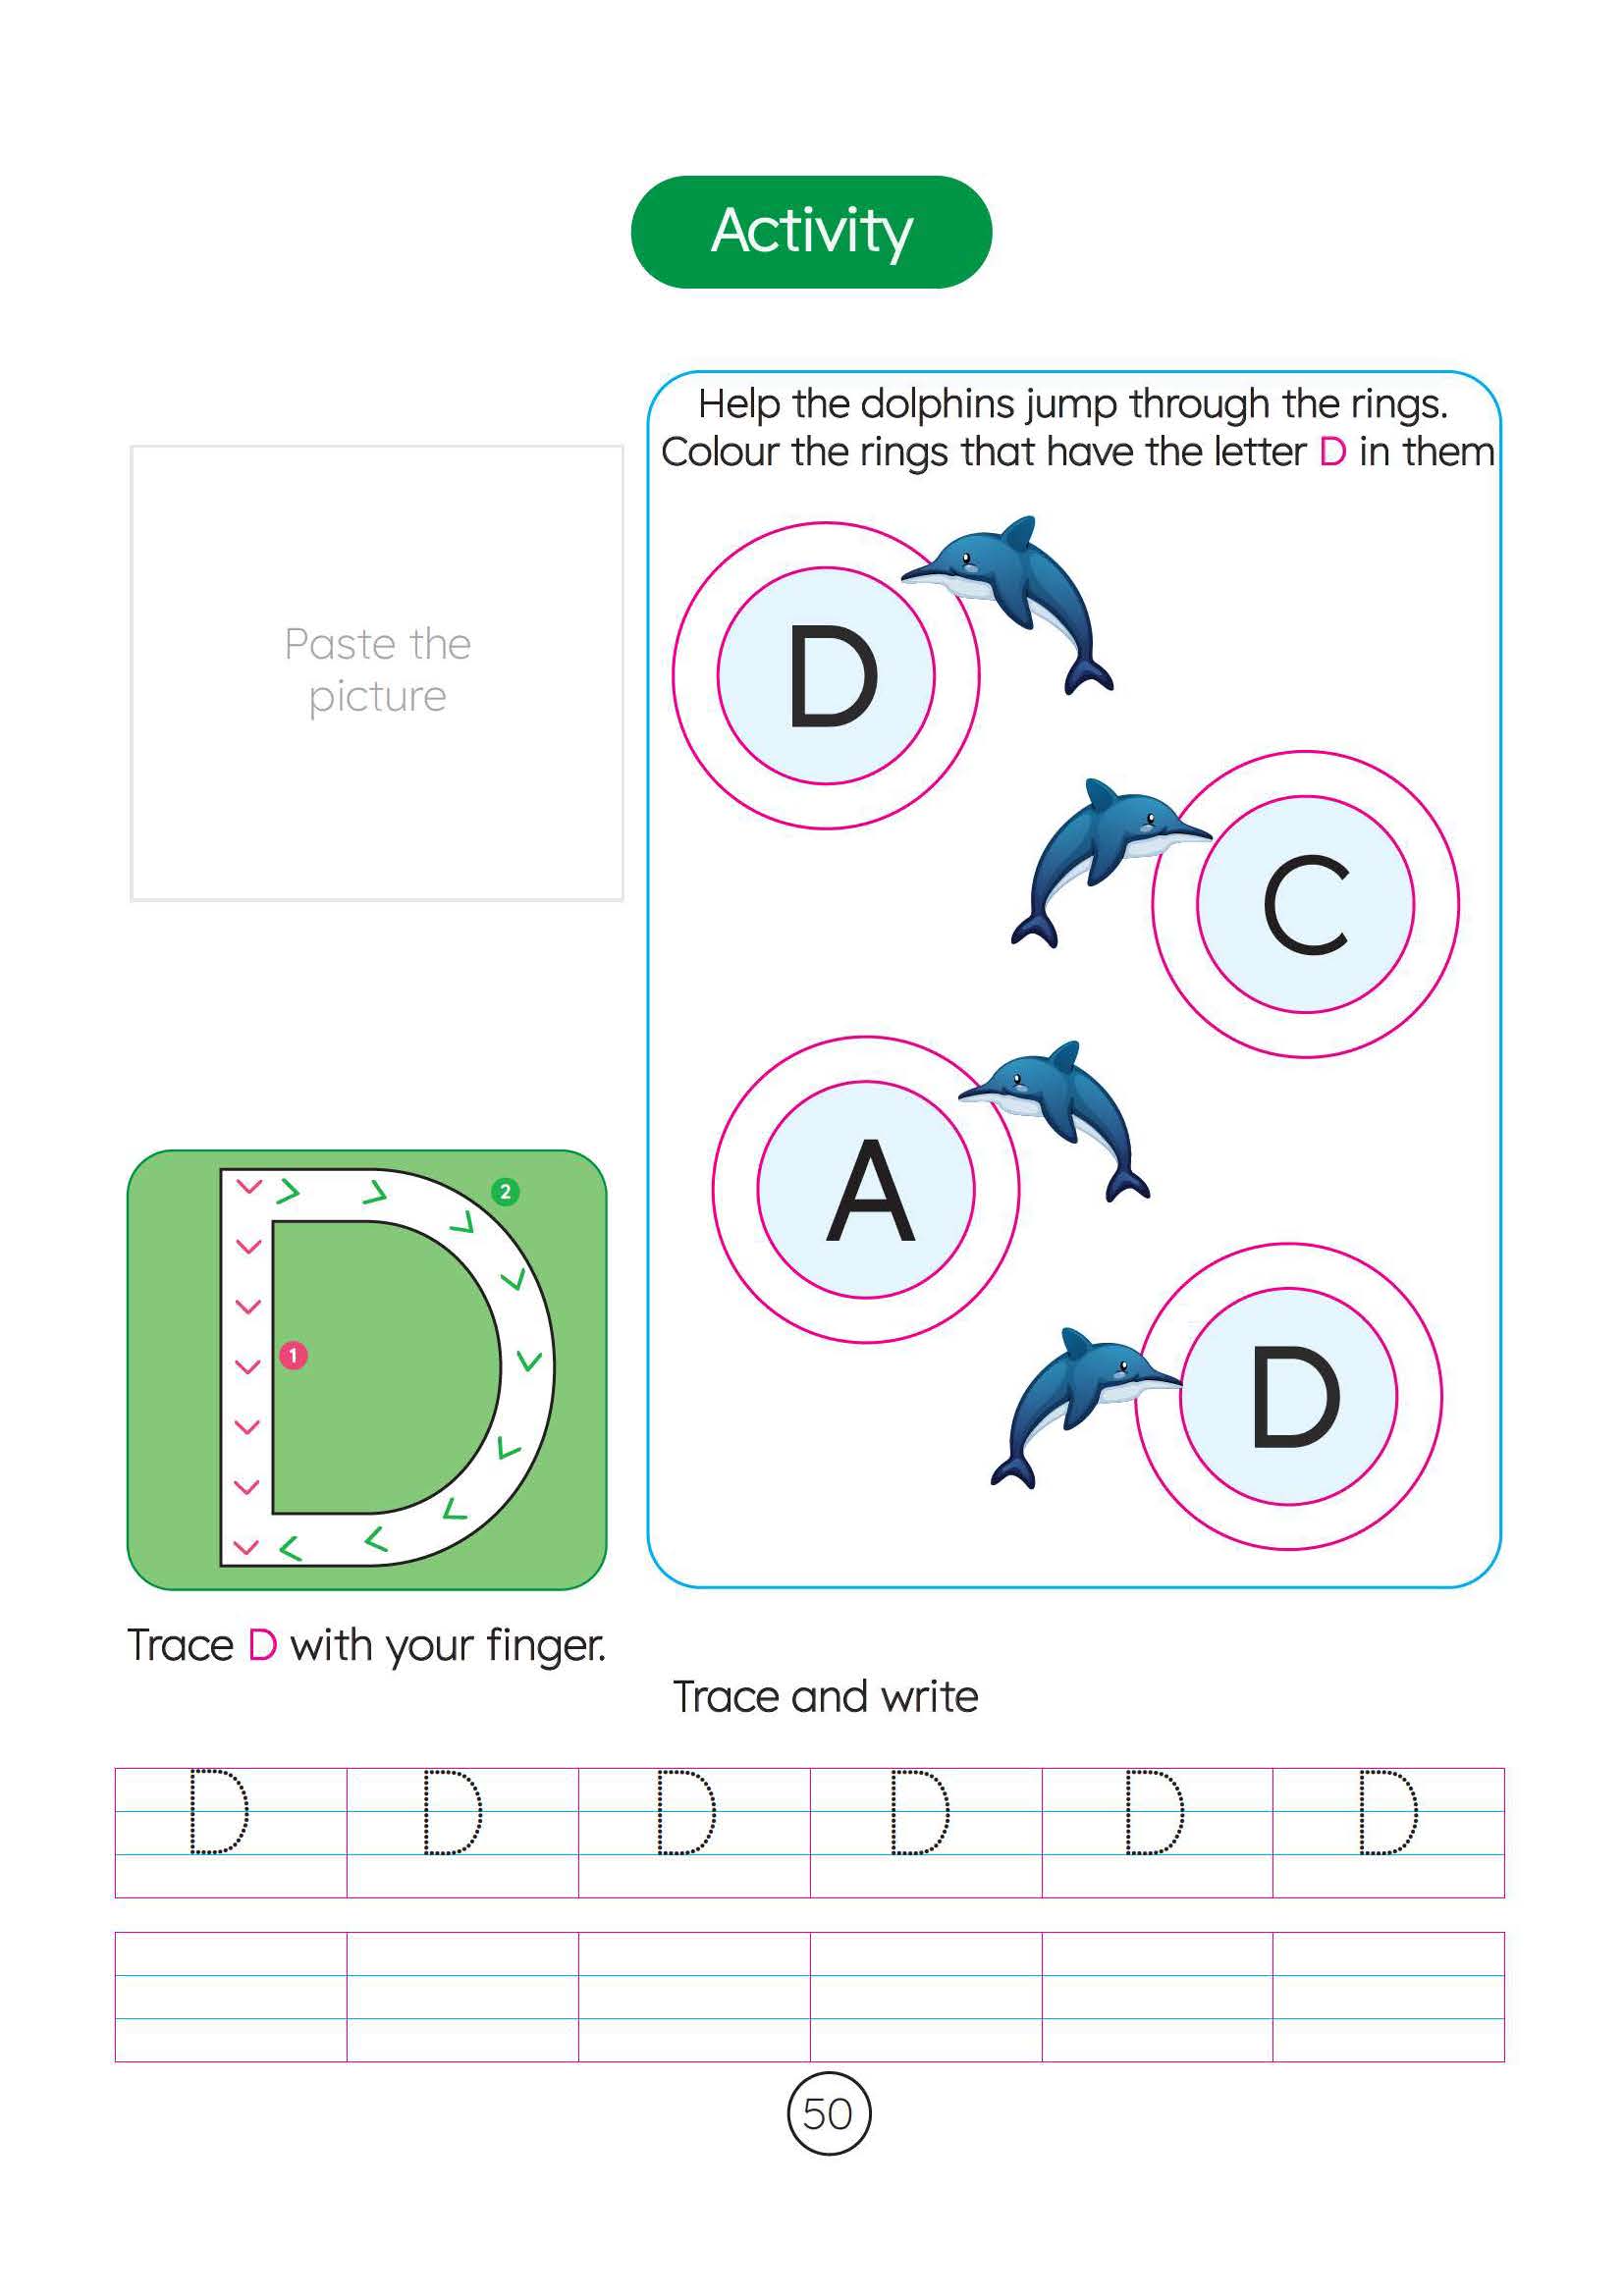 Activity
Help the dolphins jump through the rings.
Colour the rings that have the letter D in them
Paste the
picture
D
C
A
D
2
1
Trace D with your finger.
Trace and write
D D D D D D
50